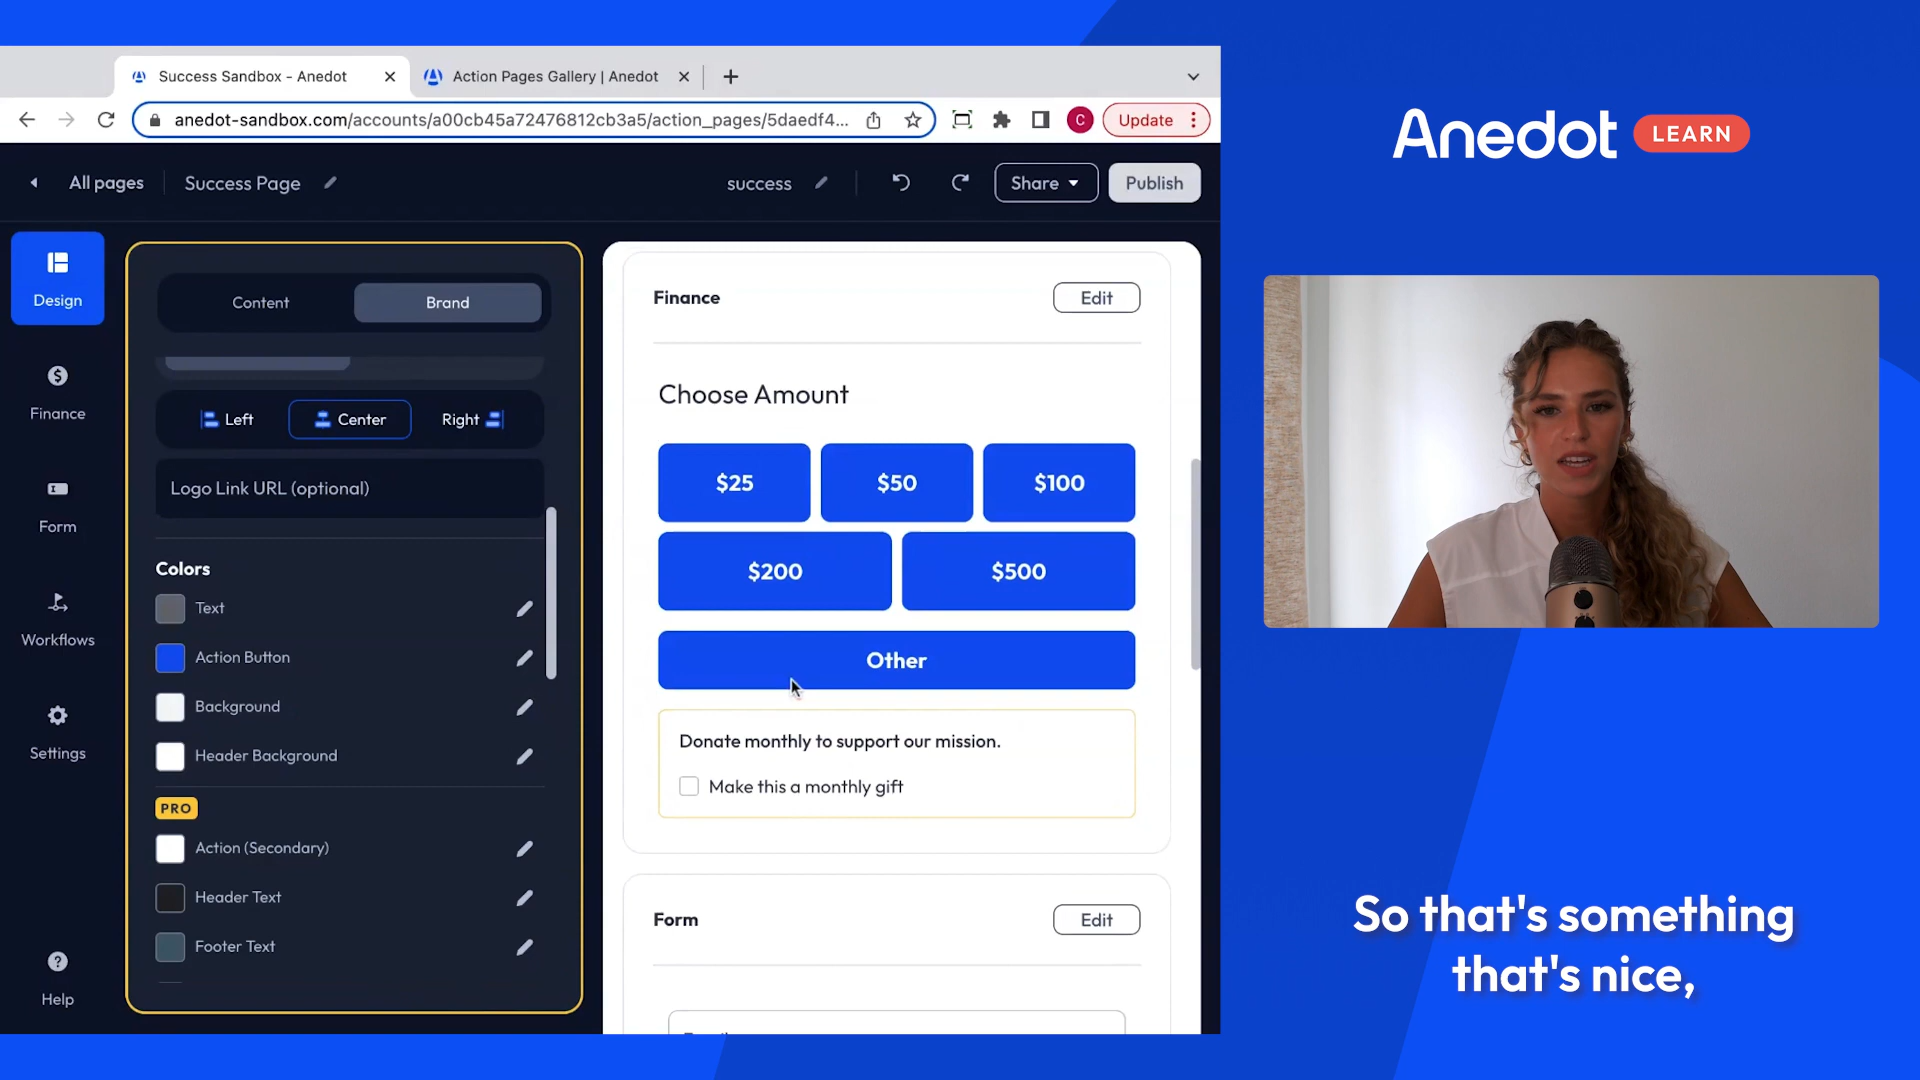 Success Sandbox - Anedot
Action Pages Gallery | Anedot
anedot-sandbox.com/accounts/a00cb45a72476812cb3a5/action_pages/5daedf4...
C
Update
All pages
Success Page
success
Share
Publish
Design
Finance
Form
Workflows
Settings
Help
Content
Brand
Left
Center
Right
Logo Link URL (optional)
Colors
Text
Action Button
Background
Header Background
PRO
Action (Secondary)
Header Text
Footer Text
Finance
Edit
Choose Amount
$25
$50
$100
$200
$500
Other
Donate monthly to support our mission.
Make this a monthly gift
Form
Edit
Anedot LEARN
So that's something
that's nice,